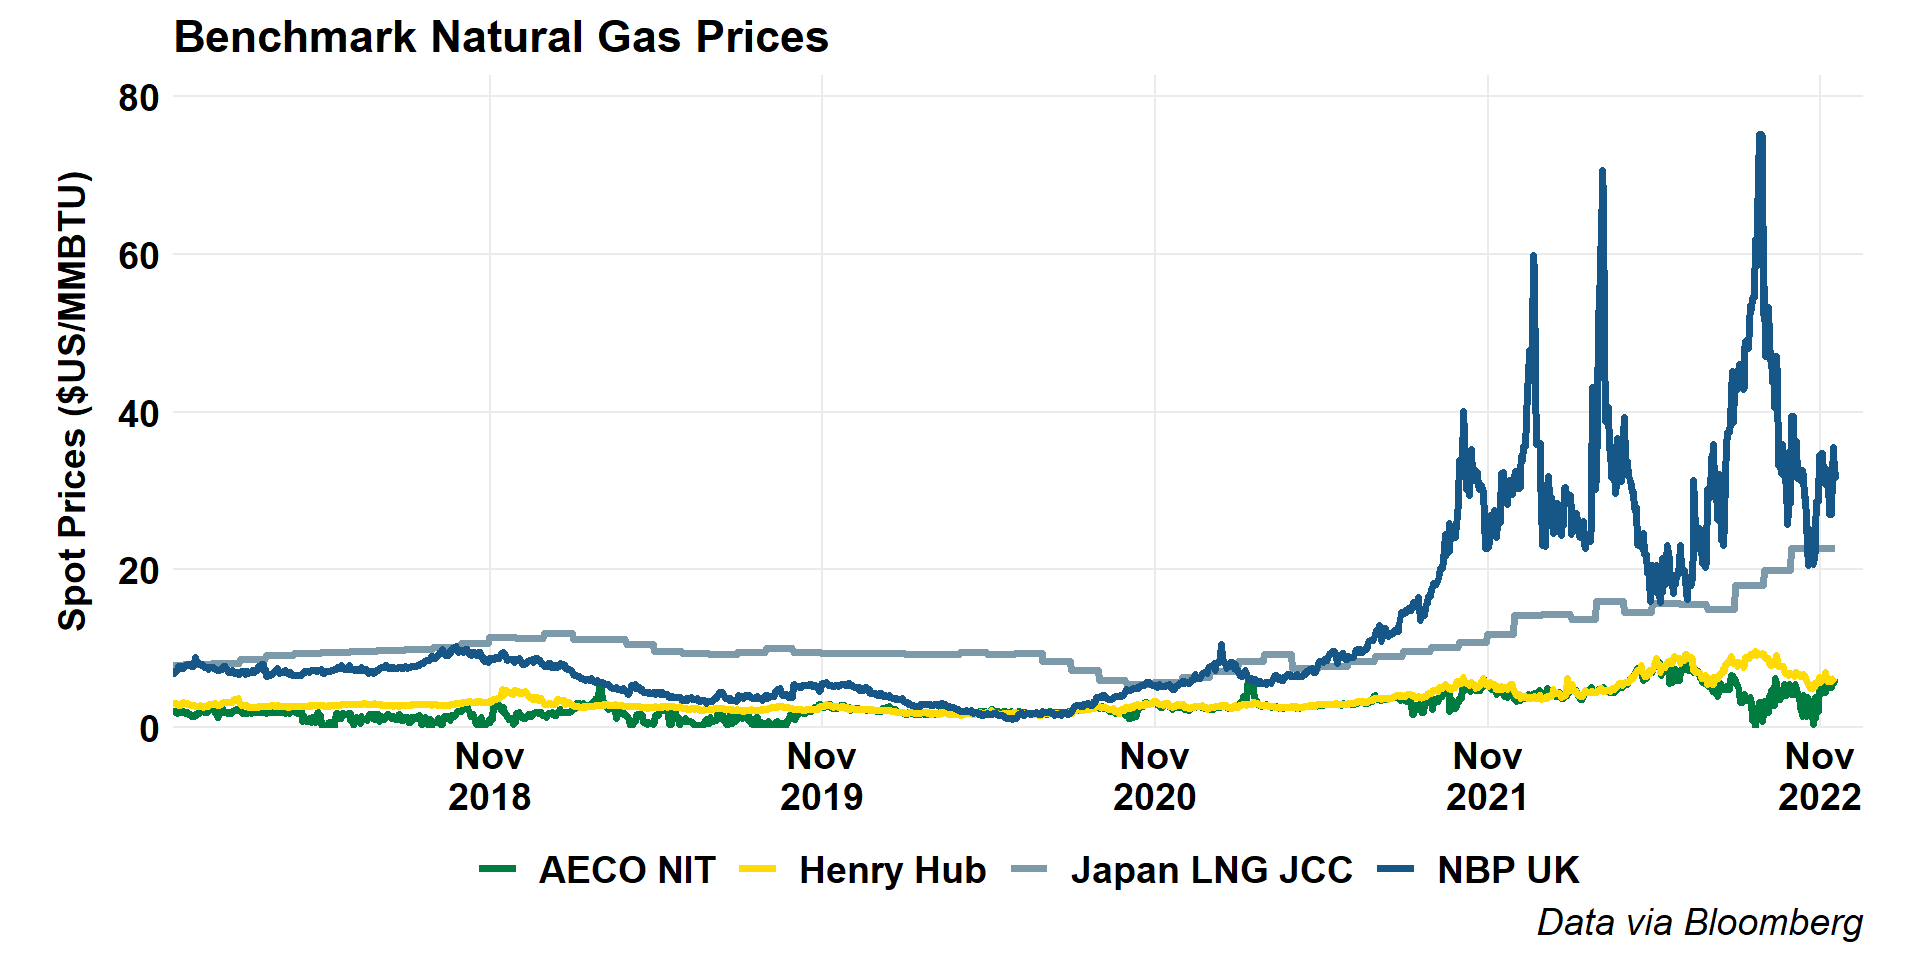 Benchmark Natural Gas Prices
Spot Prices ($US/MMBTU)
80
60
40
20
0
Nov Nov Nov Nov Nov
2018 2019 2020 2021 2022
AECO NIT Henry Hub Japan LNG JCC NBP UK
Data via Bloomberg